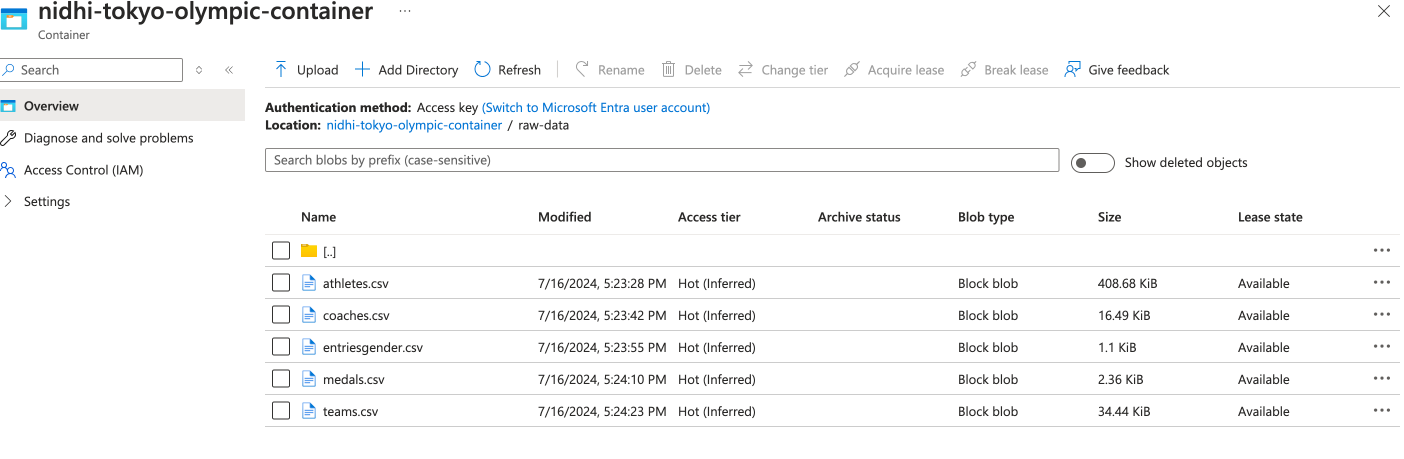 nidhi-tokyo-olympic-container ...
Container
Search
Overview
Diagnose and solve problems
Access Control (IAM)
Settings
Upload Add Directory Refresh Rename Delete Change tier Acquire lease Break lease Give feedback
Authentication method: Access key (Switch to Microsoft Entra user account)
Location: nidhi-tokyo-olympic-container / raw-data
Search blobs by prefix (case-sensitive)
Show deleted objects
Name Modified Access tier Archive status Blob type Size Lease state
[..]
athletes.csv 7/16/2024, 5:23:28 PM Hot (Inferred) Block blob 408.68 KiB Available
coaches.csv 7/16/2024, 5:23:42 PM Hot (Inferred) Block blob 16.49 KiB Available
entriesgender.csv 7/16/2024, 5:23:55 PM Hot (Inferred) Block blob 1.1 KiB Available
medals.csv 7/16/2024, 5:24:10 PM Hot (Inferred) Block blob 2.36 KiB Available
teams.csv 7/16/2024, 5:24:23 PM Hot (Inferred) Block blob 34.44 KiB Available